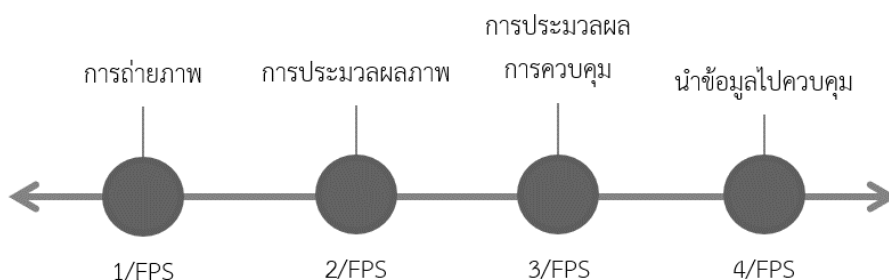 การถ่ายภาพ
การประมวลผลภาพ
การประมวลผล
การควบคุม
นำข้อมูลไปควบคุม
1/FPS
2/FPS
3/FPS
4/FPS